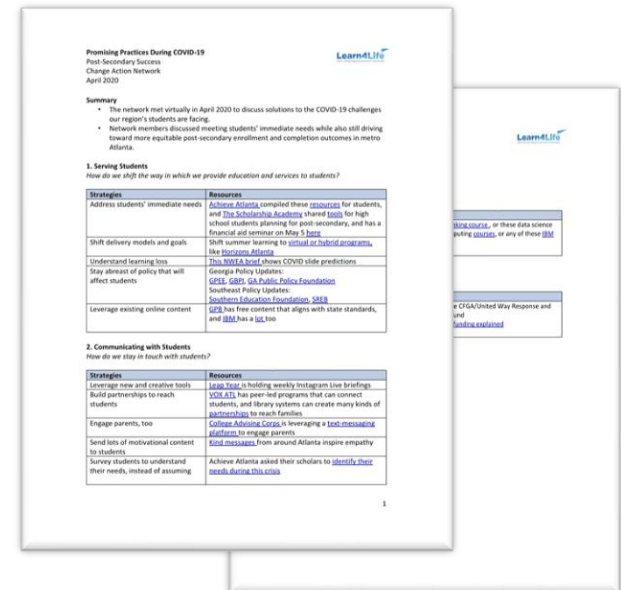 Promising Practices During COVID-19
Post-Secondary Success
Change Action Network
April 2020
Learn4Life
Summary
• The network met virtually in April 2020 to discuss solutions to the COVID-19 challenges
our region's students are facing.
• Network members discussed meeting students' immediate needs while also still driving
toward more equitable post-secondary enrollment and completion outcomes in metro
Atlanta.
1. Serving Students
How do we shift the way in which we provide education and services to students?
Strategies Resources
Address students' immediate needs Achieve Atlanta compiled these resources for students,
and The Scholarship Academy shared tools for high
school students planning for post-secondary, and has a
financial aid seminar on May 5 here
Shift delivery models and goals Shift summer learning to virtual or hybrid programs,
like Horizons Atlanta
Understand learning loss This NWEA brief shows COVID slide predictions
Stay abreast of policy that will Georgia Policy Updates:
affect students GPEE, GBPI, GA Public Policy Foundation
Southeast Policy Updates:
Southern Education Foundation, SREB
Leverage existing online content GPB has free content that aligns with state standards,
and IBM has a lot too
2. Communicating with Students
How do we stay in touch with students?
Strategies Resources
Leverage new and creative tools Leap Year is holding weekly Instagram Live briefings
Build partnerships to reach VOX ATL has peer-led programs that can connect
students students, and library systems can create many kinds of
partnerships to reach families
Engage parents, too College Advising Corps is leveraging a text-messaging
platform to engage parents
Send lots of motivational content Kind messages from around Atlanta inspire empathy
to students
Survey students to understand Achieve Atlanta asked their scholars to identify their
their needs, instead of assuming needs during this crisis
1
Learn4Life
course, or these data science
puting courses, or any of these IBM
e CFGA/United Way Response and
und
funding explained